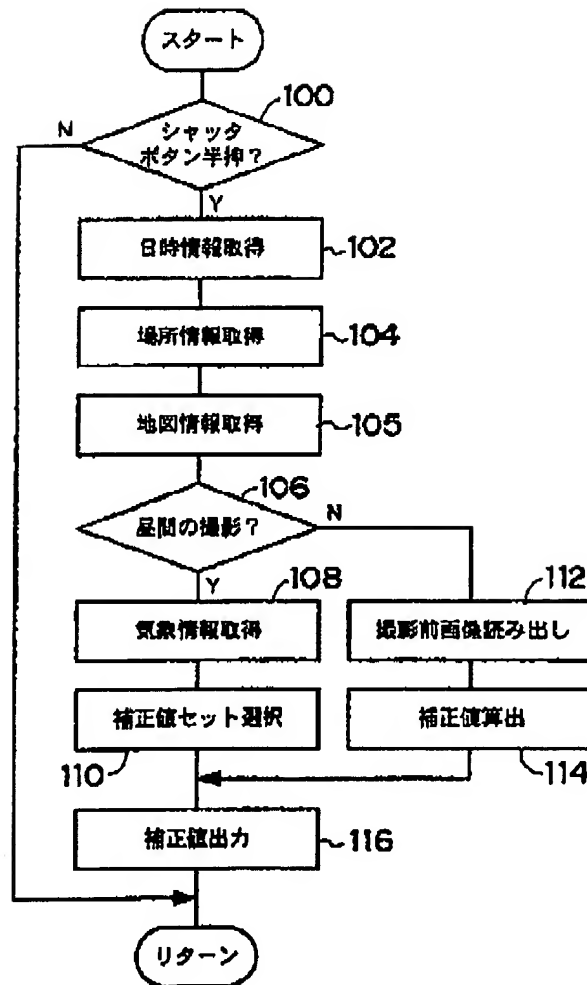 スタート
100
シャッタ
ボタン半押？
N
Y
日時情報取得
102
場所情報取得
104
地図情報取得
105
106
昼間の撮影？
N
Y
108
気象情報取得
112
撮影前画像読み出し
補正値セット選択
110
補正値算出
114
補正値出力
116
リターン